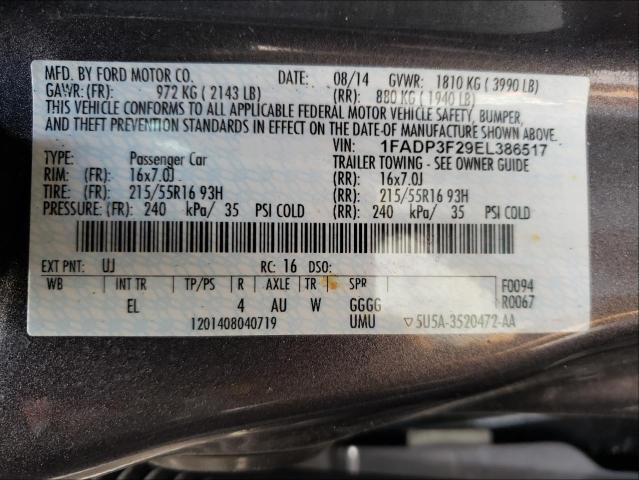 MFD. BY FORD MOTOR CO. DATE: 08/14 GVWR: 1810 KG ( 3990 LB)
GAWR: (FR): 972 KG ( 2143 LB) (RR): 880 KG ( 1940 LB)
THIS VEHICLE CONFORMS TO ALL APPLICABLE FEDERAL MOTOR VEHICLE SAFETY, BUMPER,
AND THEFT PREVENTION STANDARDS IN EFFECT ON THE DATE OF MANUFACTURE SHOWN ABOVE.
VIN: 1FADP3F29EL386517
TYPE: Passenger Car TRAILER TOWING - SEE OWNER GUIDE
RIM: (FR): 16x7.0J (RR): 16x7.0J
TIRE: (FR): 215/55R16 93H (RR): 215/55R16 93H
PRESSURE: (FR): 240 kPa/ 35 PSI COLD (RR): 240 kPa/ 35 PSI COLD
EXT PNT: UJ RC: 16 DSO:
WB INT TR TP/PS R AXLE TR SPR F0094
EL 4 AU W GGGG R0067
1201408040719 UMU ▽5U5A-3520472-AA